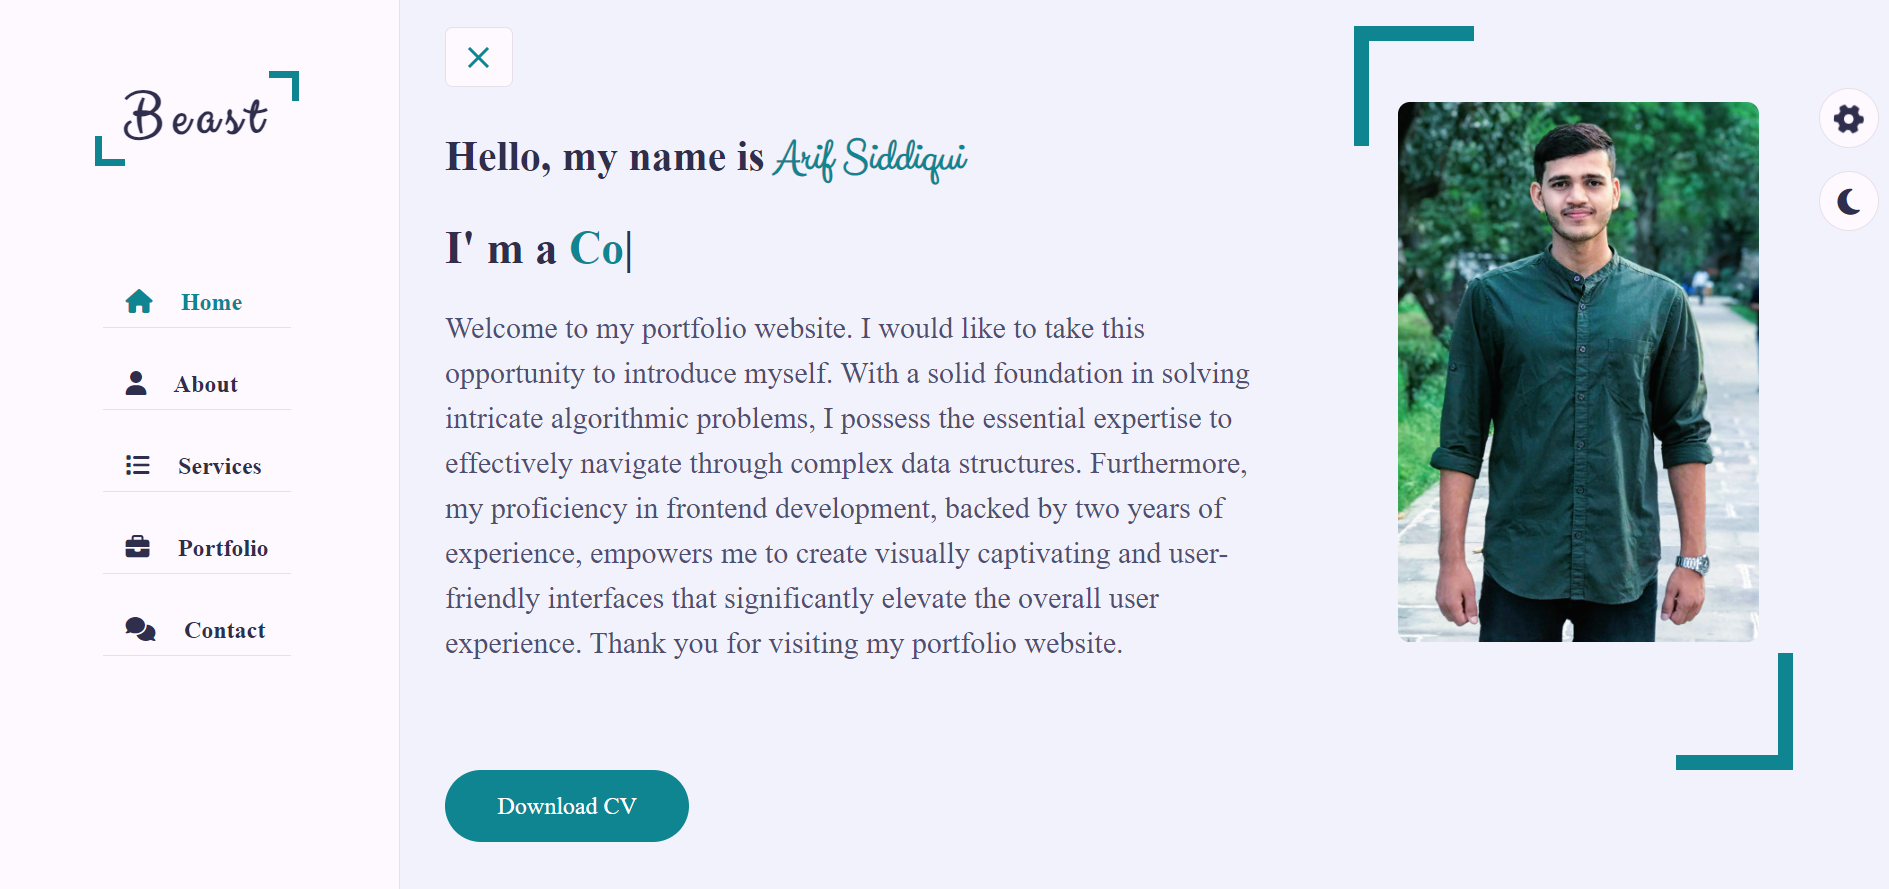 Beast
Home
About
Services
Portfolio
Contact
Hello, my name is Arif Siddiqui
I' m a Co|
Welcome to my portfolio website. I would like to take this
opportunity to introduce myself. With a solid foundation in solving
intricate algorithmic problems, I possess the essential expertise to
effectively navigate through complex data structures. Furthermore,
my proficiency in frontend development, backed by two years of
experience, empowers me to create visually captivating and user-
friendly interfaces that significantly elevate the overall user
experience. Thank you for visiting my portfolio website.
Download CV